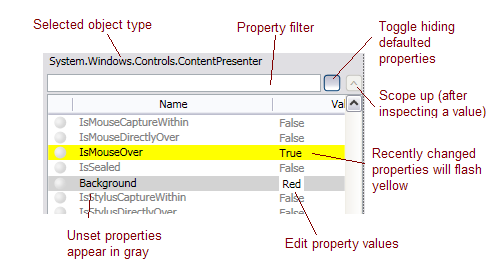 Selected object type
Property filter
Toggle hiding
defaulted
properties
System.Windows.Controls.ContentPresenter
Scope up (after
inspecting a value)
Name Val
IsMouseCaptureWithin False
IsMouseDirectlyOver False
IsMouseOver True
IsSealed False
Background Red
IsStylusCaptureWithin False
IsStylusDirectlyOver False
Recently changed
properties will flash
yellow
Unset properties
appear in gray
Edit property values